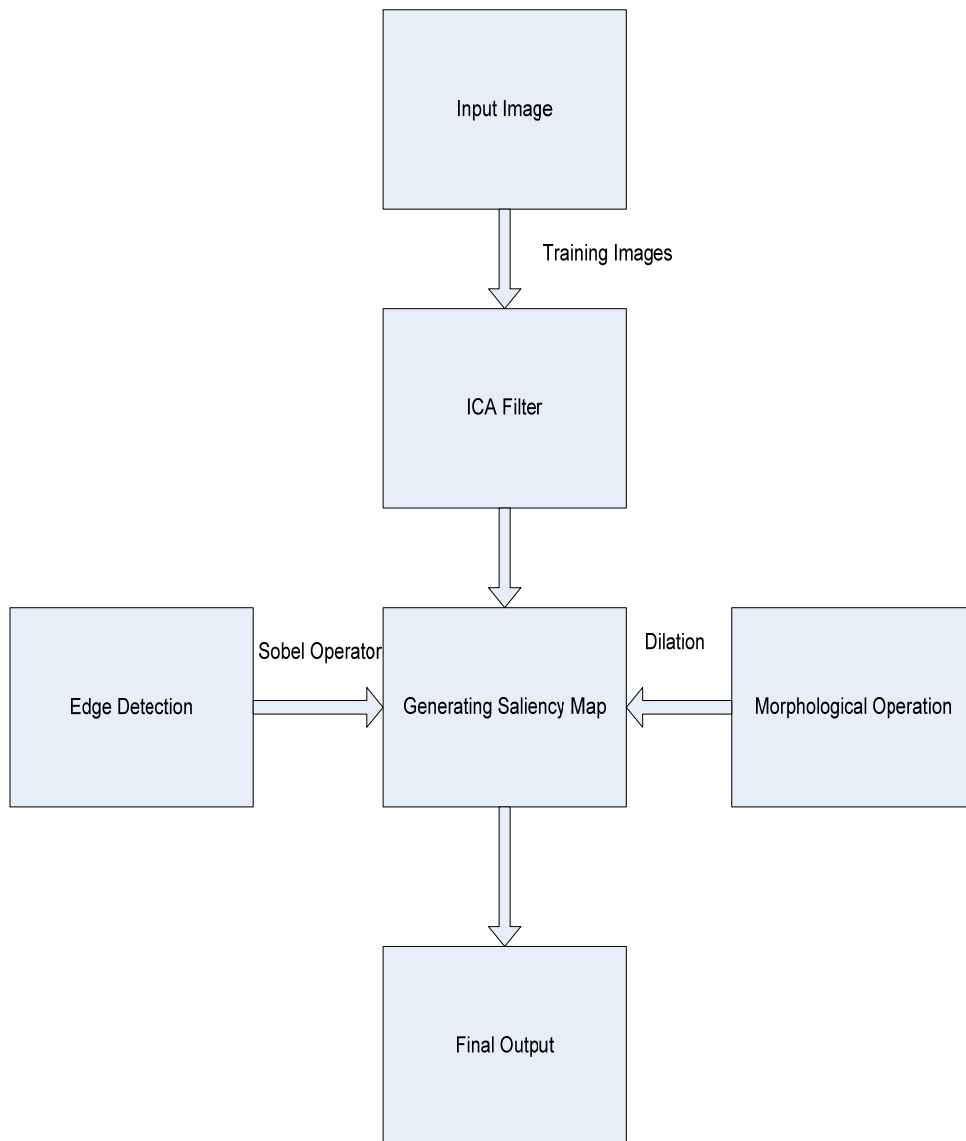 Input Image
Training Images
ICA Filter
Sobel Operator
Dilation
Edge Detection
Generating Saliency Map
Morphological Operation
Final Output